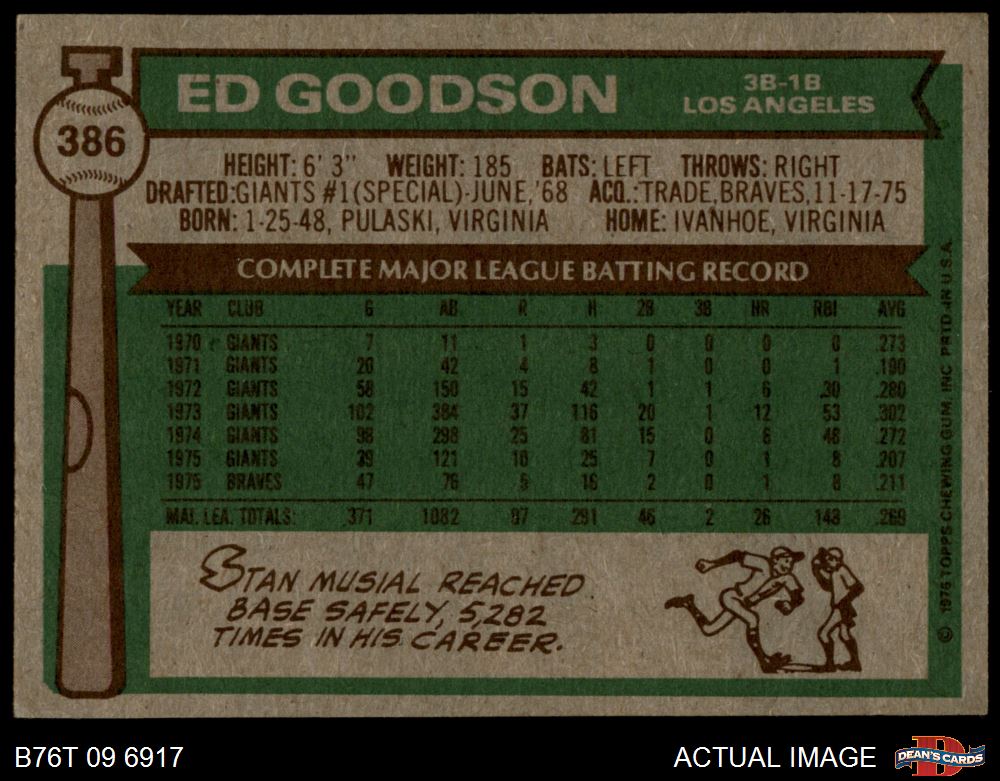 386
ED GOODSON
3B-1B
LOS ANGELES
HEIGHT: 6' 3" WEIGHT: 185 BATS: LEFT THROWS: RIGHT
DRAFTED: GIANTS #1(SPECIAL)-JUNE, '68 ACQ.: TRADE, BRAVES, 11-17-75
BORN: 1-25-48, PULASKI, VIRGINIA HOME: IVANHOE, VIRGINIA
COMPLETE MAJOR LEAGUE BATTING RECORD
YEAR CLUB G AB R H 2B 3B HR RBI AVG
1970 GIANTS 7 11 1 3 0 0 0 0 .273
1971 GIANTS 20 42 4 8 1 0 0 1 .190
1972 GIANTS 58 150 15 42 1 1 6 30 .280
1973 GIANTS 102 384 37 116 20 1 12 53 .302
1974 GIANTS 98 298 25 81 15 0 6 48 .272
1975 GIANTS 39 121 10 25 7 0 1 8 .207
1975 BRAVES 47 76 5 16 2 0 1 8 .211
MAJ. LEA. TOTALS: 371 1082 97 291 46 2 26 148 .269
STAN MUSIAL REACHED
BASE SAFELY, 5,282
TIMES IN HIS CAREER.
© 1976 TOPPS CHEWING GUM, INC. PRTD. IN U.S.A.
B76T 09 6917
ACTUAL IMAGE
D
DEAN'S CARDS